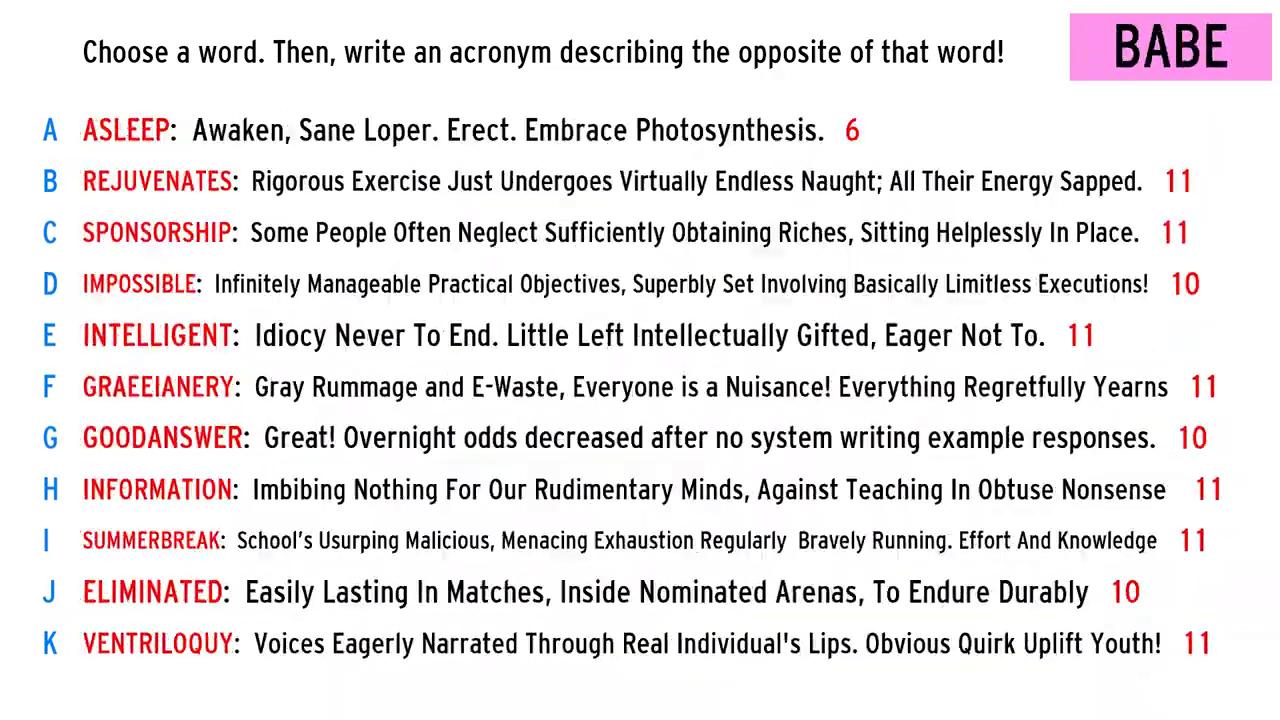 Choose a word. Then, write an acronym describing the opposite of that word!
BABE
A ASLEEP: Awaken, Sane Loper. Erect. Embrace Photosynthesis. 6
B REJUVENATES: Rigorous Exercise Just Undergoes Virtually Endless Naught; All Their Energy Sapped. 11
C SPONSORSHIP: Some People Often Neglect Sufficiently Obtaining Riches, Sitting Helplessly In Place. 11
D IMPOSSIBLE: Infinitely Manageable Practical Objectives, Superbly Set Involving Basically Limitless Executions! 10
E INTELLIGENT: Idiocy Never To End. Little Left Intellectually Gifted, Eager Not To. 11
F GRAEEIANERY: Gray Rummage and E-Waste, Everyone is a Nuisance! Everything Regretfully Yearns 11
G GOODANSWER: Great! Overnight odds decreased after no system writing example responses. 10
H INFORMATION: Imbibing Nothing For Our Rudimentary Minds, Against Teaching In Obtuse Nonsense 11
I SUMMERBREAK: School's Usurping Malicious, Menacing Exhaustion Regularly Bravely Running. Effort And Knowledge 11
J ELIMINATED: Easily Lasting In Matches, Inside Nominated Arenas, To Endure Durably 10
K VENTRILOQUY: Voices Eagerly Narrated Through Real Individual's Lips. Obvious Quirk Uplift Youth! 11